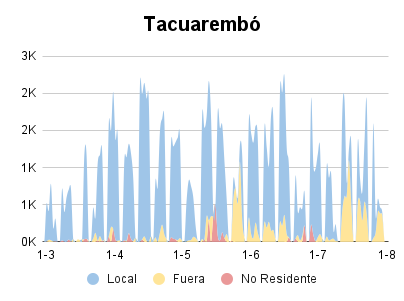 Tacuarembó
3K
2K
2K
1K
1K
0K
1-3 1-4 1-5 1-6 1-7 1-8
Local Fuera No Residente